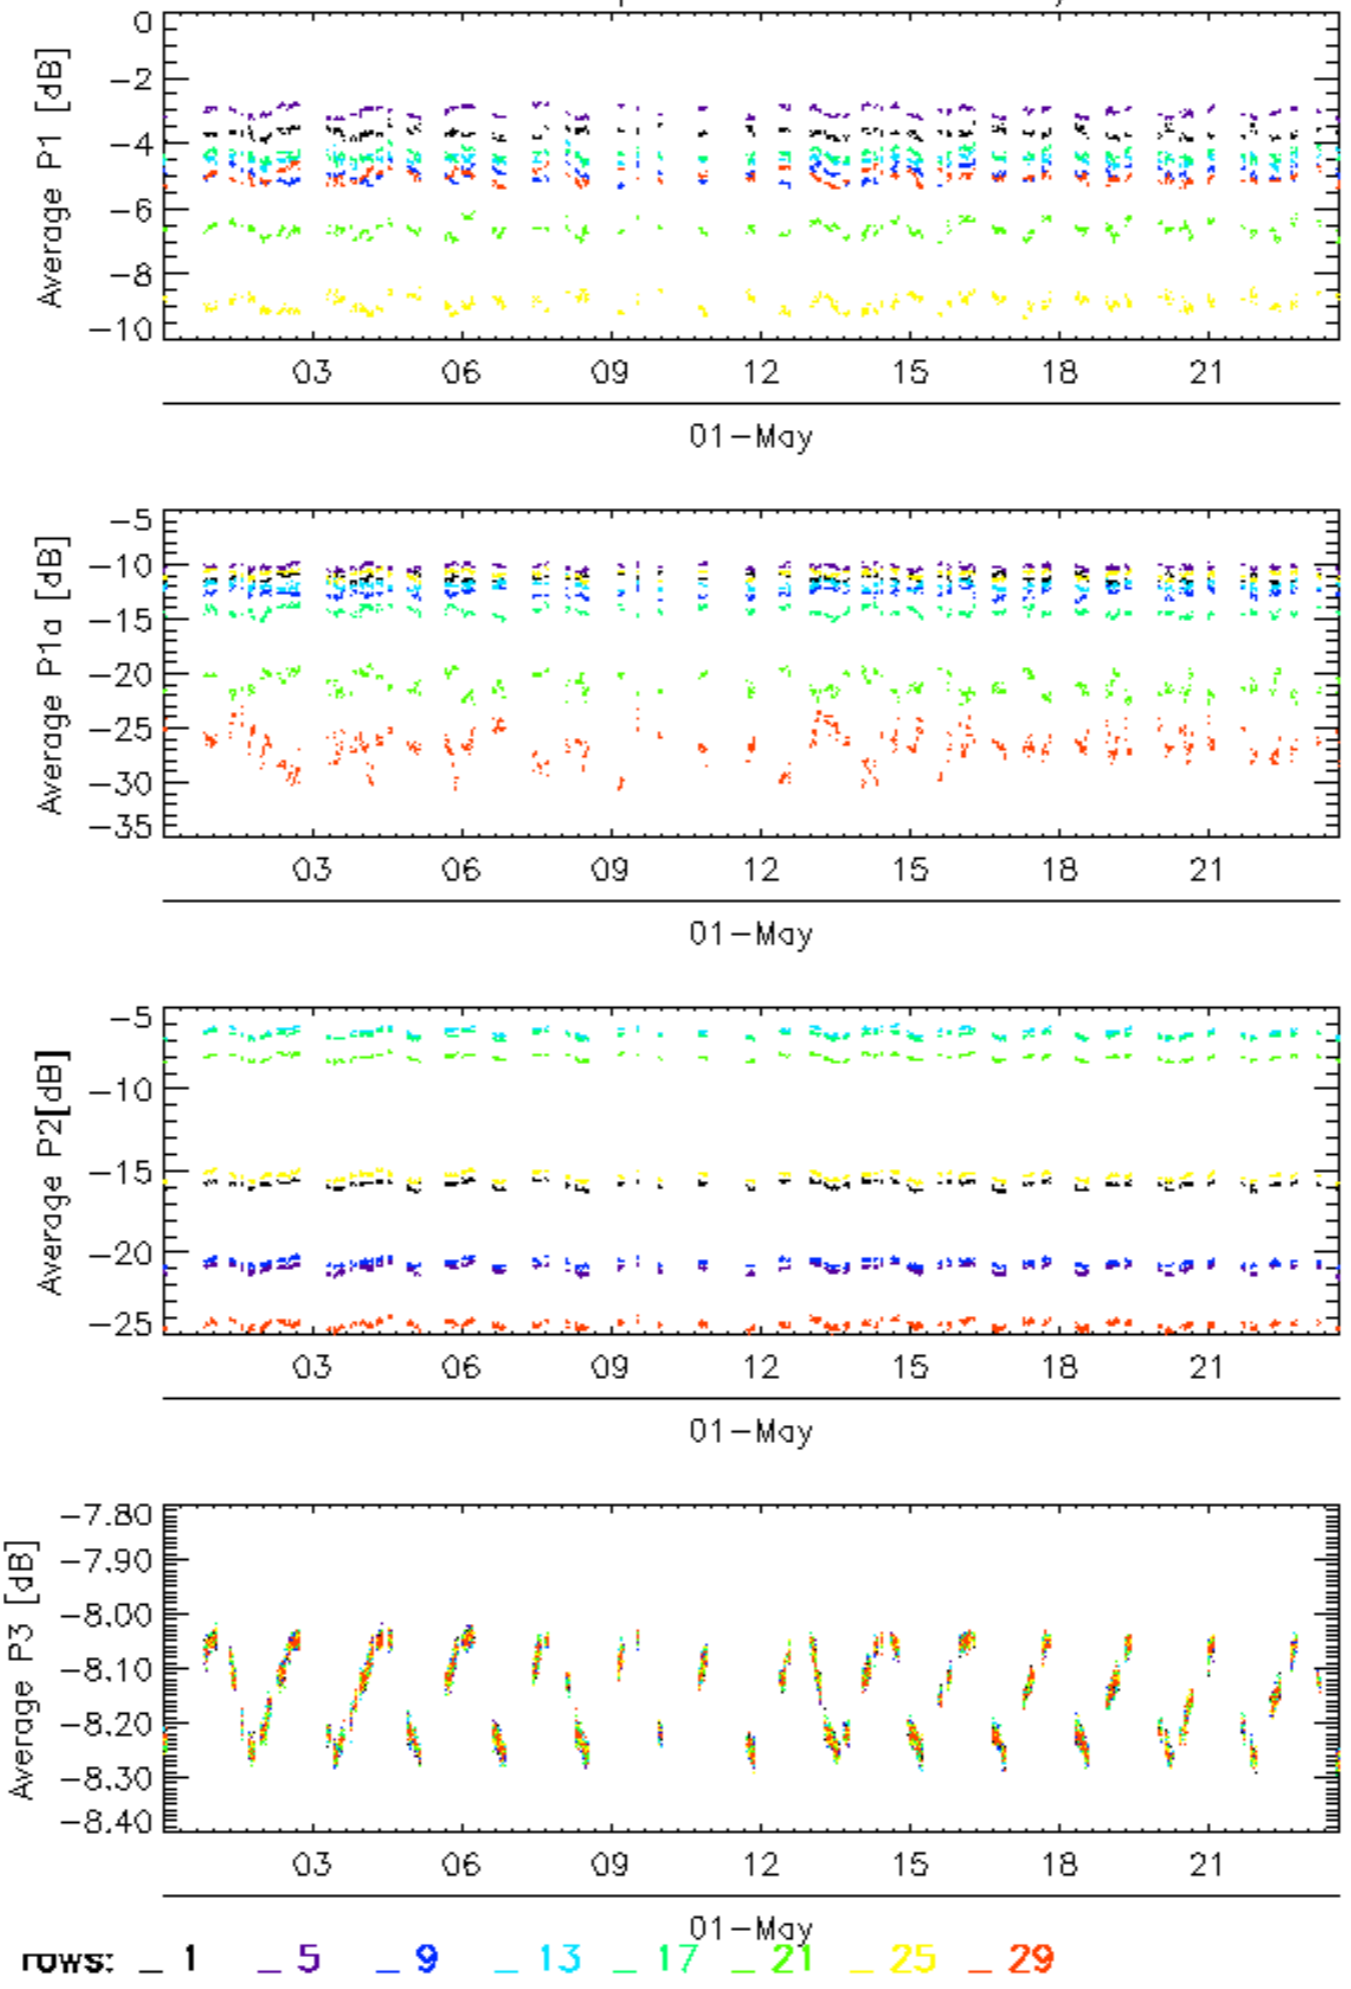 Average P1 [dB]
0
−2
−4
−6
−8
−10
03 06 09 12 15 18 21
01−May
Average P1a [dB]
−5
−10
−15
−20
−25
−30
−35
03 06 09 12 15 18 21
01−May
Average P2[dB]
−5
−10
−15
−20
−25
03 06 09 12 15 18 21
01−May
Average P3 [dB]
−7.80
−7.90
−8.00
−8.10
−8.20
−8.30
−8.40
03 06 09 12 15 18 21
01−May
rows: _ 1 _ 5 _ 9 _ 13 _ 17 _ 21 _ 25 _ 29